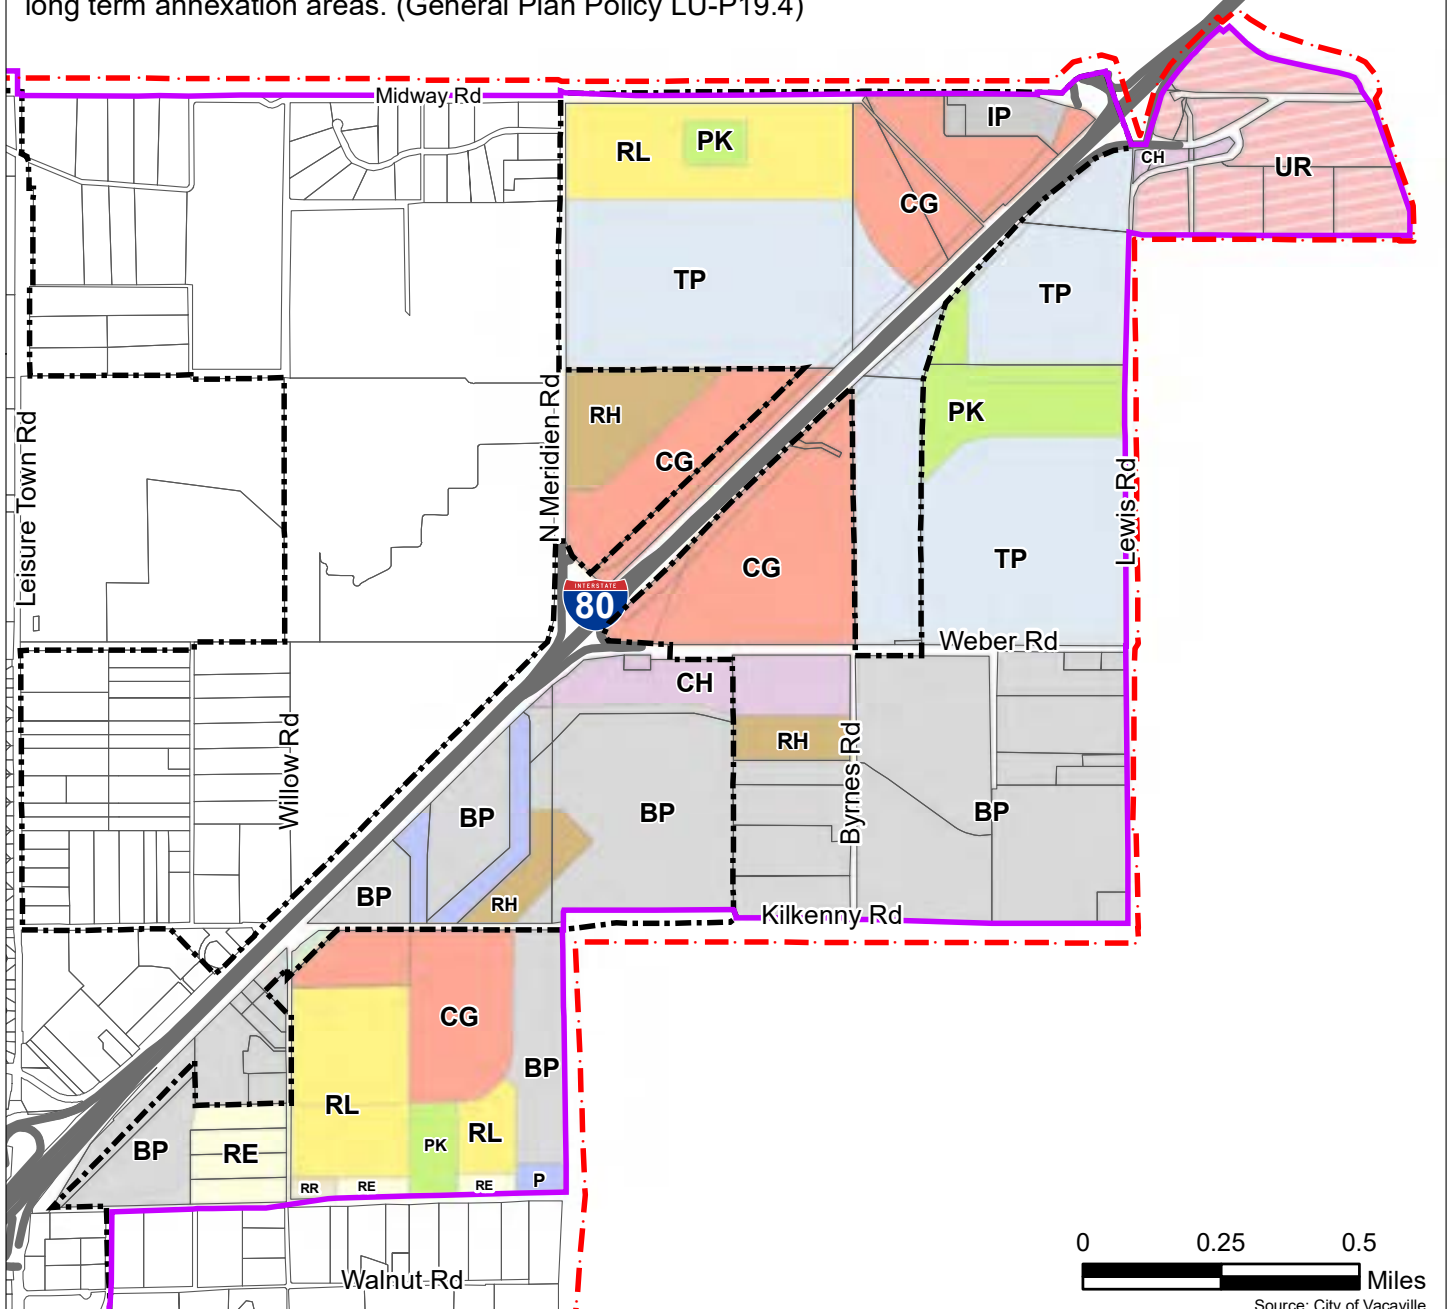 long term annexation areas. (General Plan Policy LU-P19.4)
Midway Rd
IP
PK
RL
CH
UR
CG
TP
TP
N Meridien Rd
RH
PK
Leisure Town Rd
CG
Lewis Rd
TP
CG
INTERSTATE
80
Weber Rd
CH
RH
Willow Rd
Byrnes Rd
BP
BP
BP
BP
RH
Kilkenny Rd
CG
BP
RL
RL
PK
BP
RE
RR
RE
RE
P
0 0.25 0.5
Miles
Walnut Rd
Source: City of Vacaville